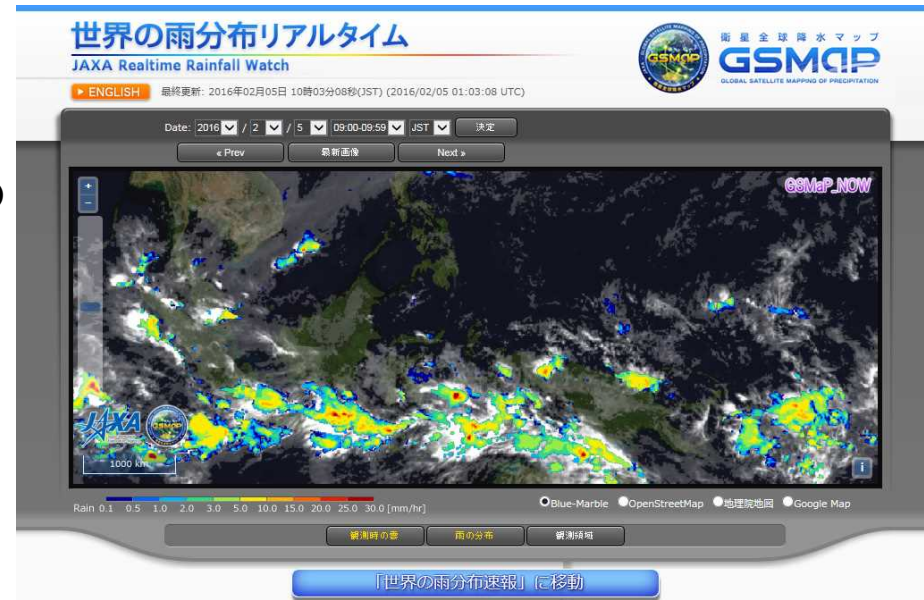 世界の雨分布リアルタイム
JAXA Realtime Rainfall Watch
衛星全球降水マップ
GSMaP
GSMaP
GLOBAL SATELLITE MAPPING OF PRECIPITATION
▶ ENGLISH 最終更新: 2016年02月05日 10時03分08秒(JST) (2016/02/05 01:03:08 UTC)
Date: 2016 / 2 / 5 09:00-09:59 JST 決定
« Prev 最新画像 Next »
+
GSMaP_NOW
-
JAXA
GSMaP
1000 km
i
Rain 0.1 0.5 1.0 2.0 3.0 5.0 10.0 15.0 20.0 25.0 30.0 [mm/hr]
Blue-Marble OpenStreetMap 地理院地図 Google Map
観測時の雲 雨の分布 観測領域
「世界の雨分布速報」に移動